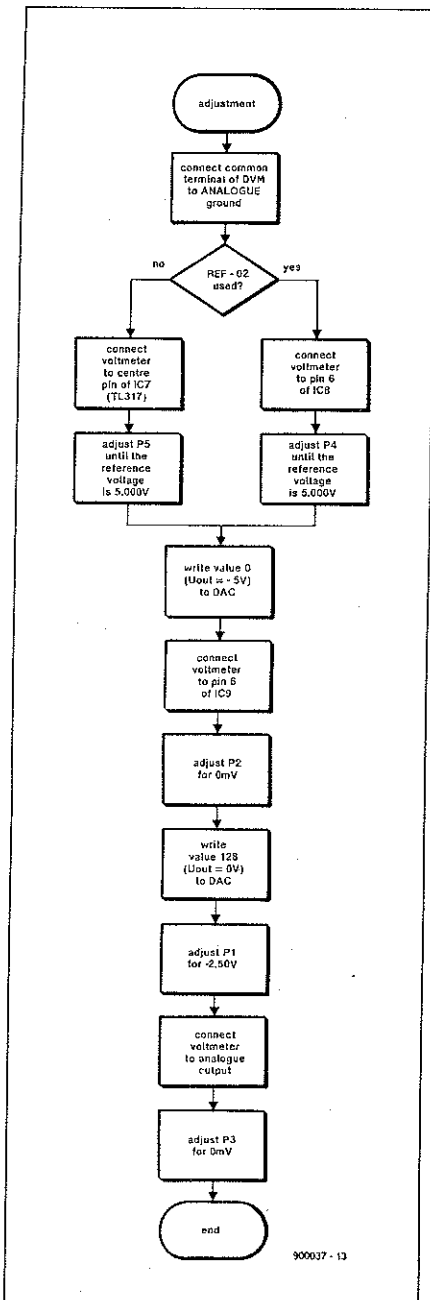 adjustment
connect common
terminal of DVM
to ANALOGUE
ground
no
REF - 02
used?
yes
connect
voltmeter
to centre
pin of IC7
(TL317)
connect
voltmeter
to pin 6
of IC8
adjust P5
until the
reference
voltage
is 5.000V
adjust P4
until the
reference
voltage
is 5.000V
write value 0
(Uout = - 5V)
to DAC
connect
voltmeter
to pin 6
of IC9
adjust P2
for 0mV
write
value 128
(Uout = 0V)
to DAC
adjust P1
for -2,50V
connect
voltmeter
to analogue
output
adjust P3
for 0mV
end
900037 - 13